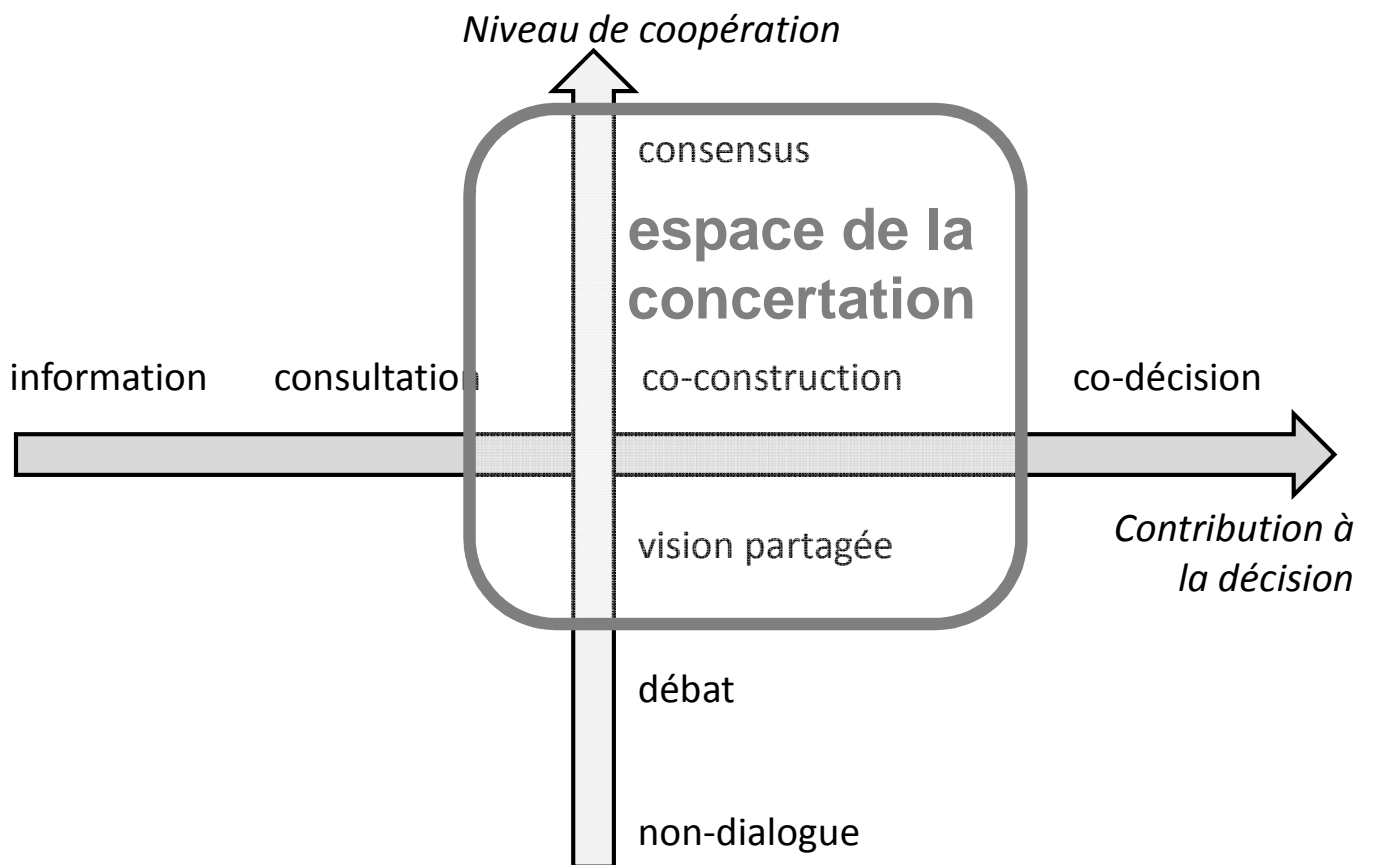 Niveau de coopération
consensus
espace de la
concertation
information consultation co-construction co-décision
Contribution à
la décision
vision partagée
débat
non-dialogue